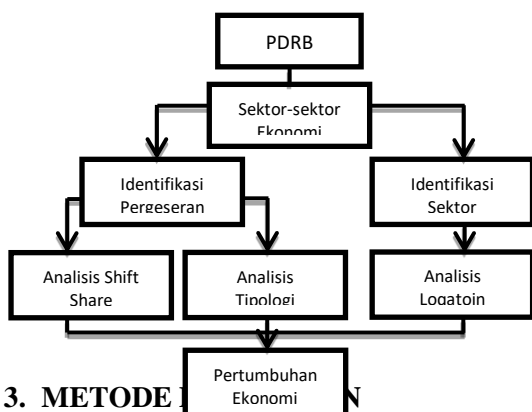 PDRB
Sektor-sektor
Ekonomi
Identifikasi
Pergeseran
Identifikasi
Sektor
Analisis Shift
Share
Analisis
Tipologi
Analisis
Logatoin
Pertumbuhan
Ekonomi
3. METODE